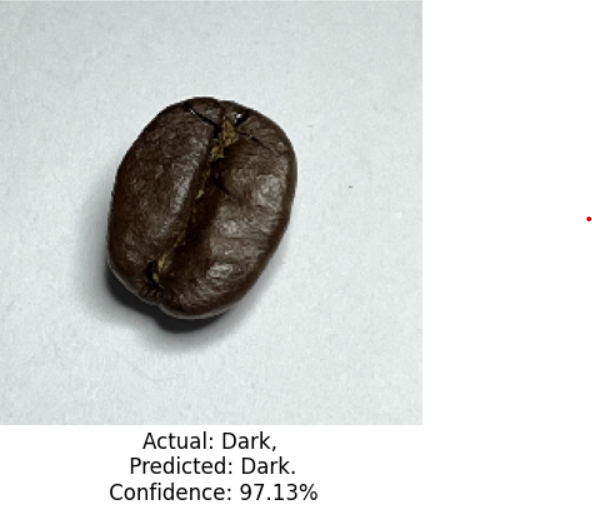 Actual: Dark,
Predicted: Dark.
Confidence: 97.13%